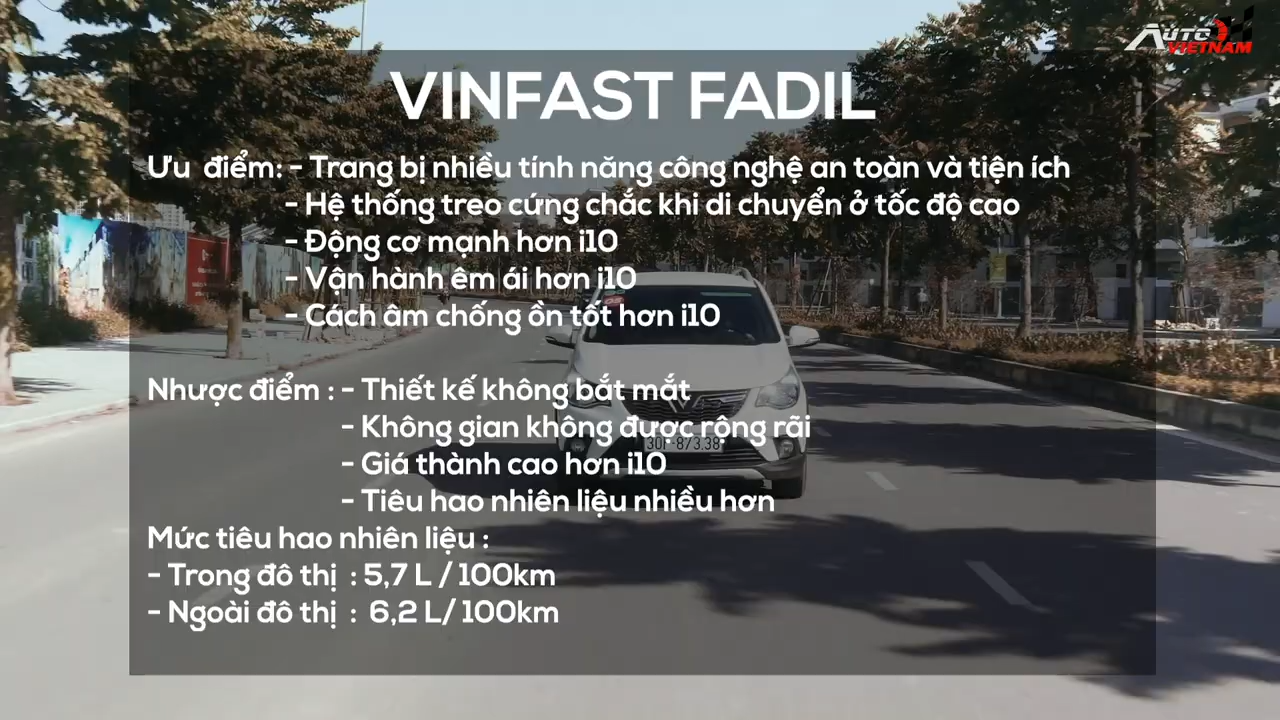 AUTO
VIETNAM
VINFAST FADIL
Ưu điểm: - Trang bị nhiều tính năng công nghệ an toàn và tiện ích
- Hệ thống treo cứng chắc khi di chuyển ở tốc độ cao
- Động cơ mạnh hơn i10
- Vận hành êm ái hơn i10
- Cách âm chống ồn tốt hơn i10
Nhược điểm : - Thiết kế không bắt mắt
- Không gian không được rộng rãi
30F-873.38
- Giá thành cao hơn i10
- Tiêu hao nhiên liệu nhiều hơn
Mức tiêu hao nhiên liệu :
- Trong đô thị : 5,7 L / 100km
- Ngoài đô thị : 6,2 L/ 100km